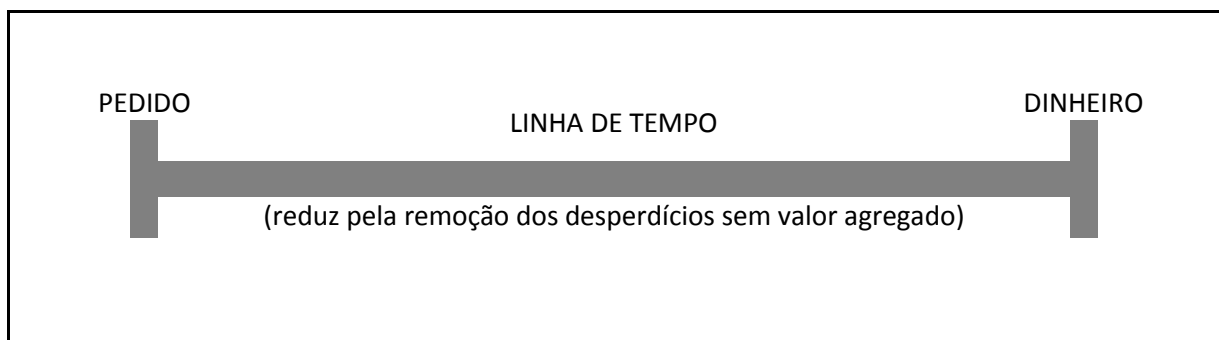 PEDIDO
DINHEIRO
LINHA DE TEMPO
(reduz pela remoção dos desperdícios sem valor agregado)